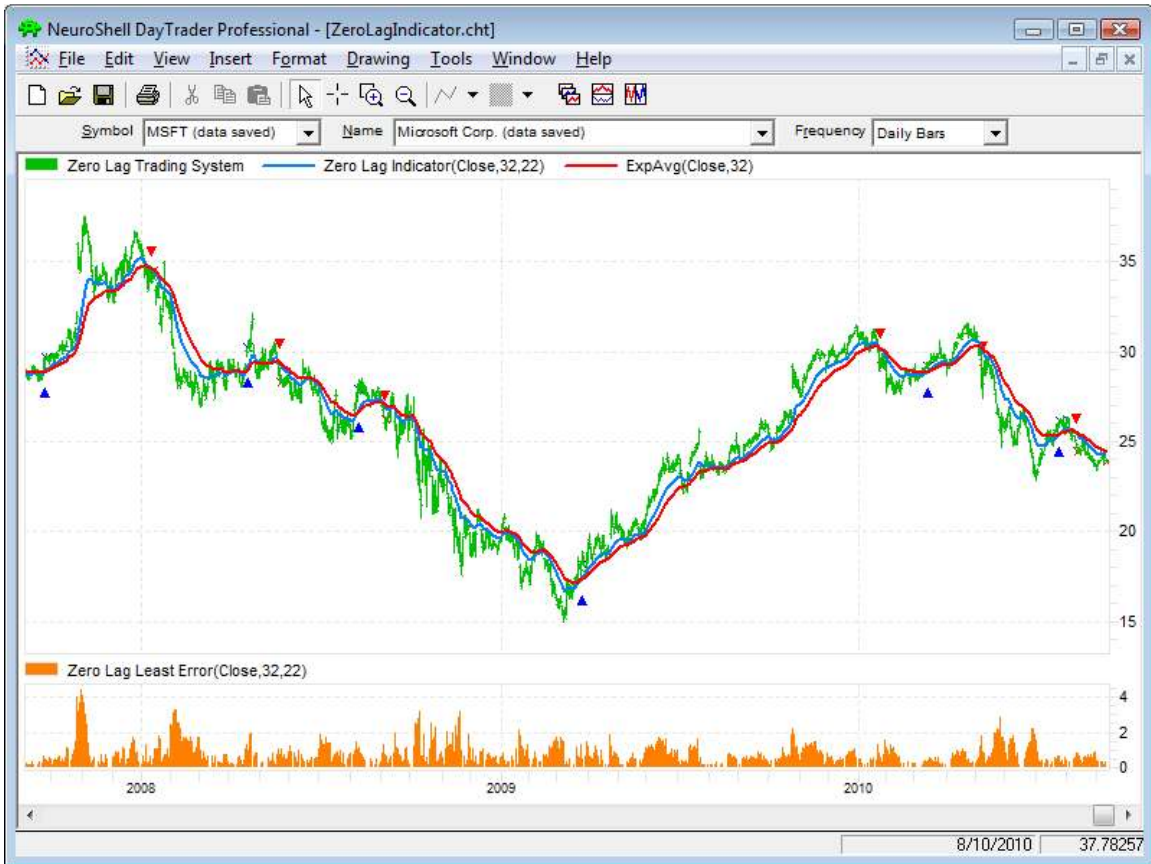 NeuroShell DayTrader Professional - [ZeroLagIndicator.cht]
File Edit View Insert Format Drawing Tools Window Help
Symbol MSFT (data saved) Name Microsoft Corp. (data saved) Frequency Daily Bars
Zero Lag Trading System Zero Lag Indicator(Close,32,22) ExpAvg(Close,32)
35
30
25
20
15
Zero Lag Least Error(Close,32,22)
4
2
0
2008 2009 2010
8/10/2010 37.78257